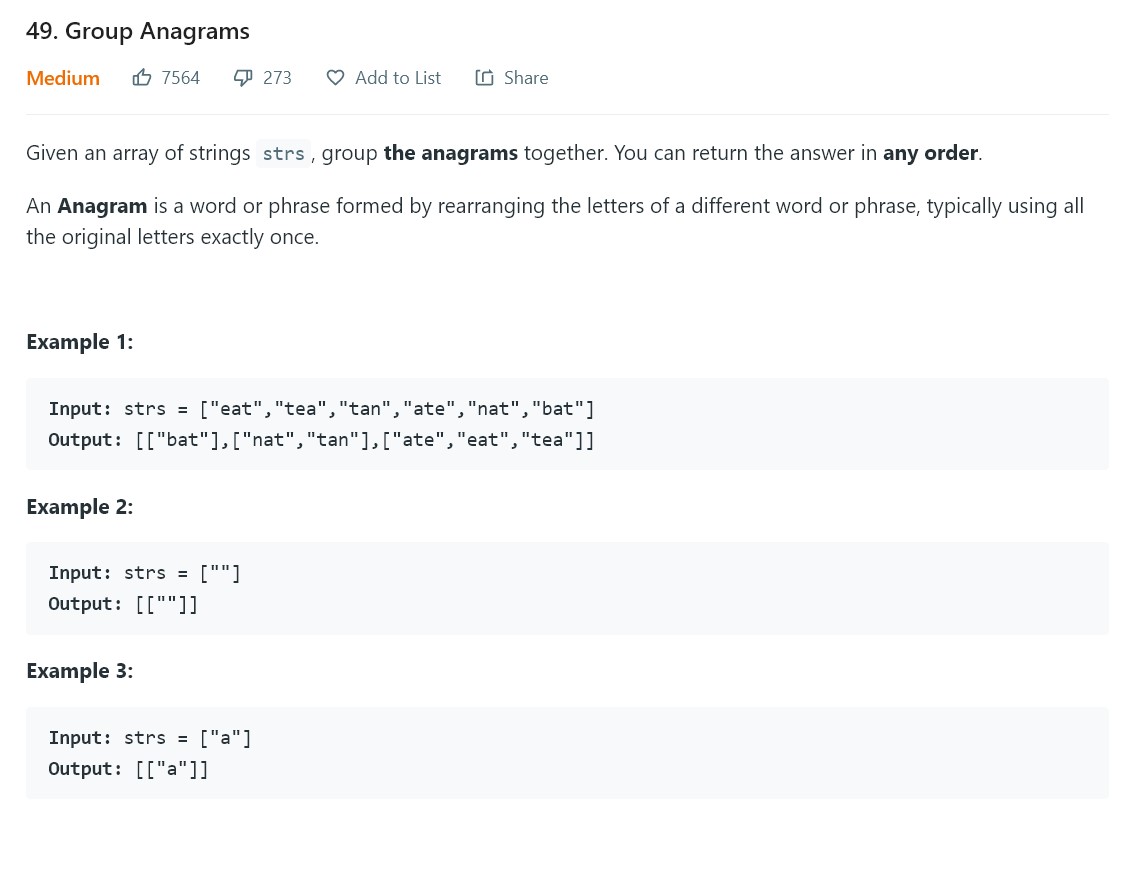 49. Group Anagrams
Medium 7564 273 Add to List Share
Given an array of strings strs, group the anagrams together. You can return the answer in any order.
An Anagram is a word or phrase formed by rearranging the letters of a different word or phrase, typically using all
the original letters exactly once.
Example 1:
Input: strs = ["eat","tea","tan","ate","nat","bat"]
Output: [["bat"],["nat","tan"],["ate","eat","tea"]]
Example 2:
Input: strs = [""]
Output: [[""]]
Example 3:
Input: strs = ["a"]
Output: [["a"]]